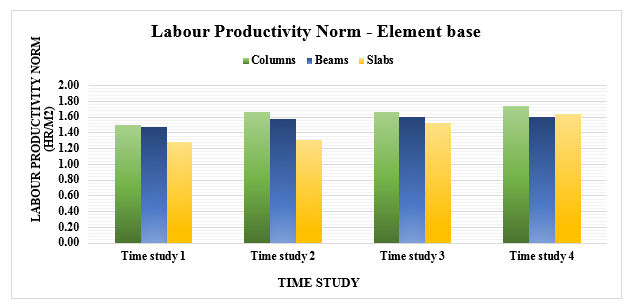 Labour Productivity Norm - Element base
Columns Beams Slabs
LABOUR PRODUCTIVITY NORM
(HR/M2)
2.00
1.80
1.60
1.40
1.20
1.00
0.80
0.60
0.40
0.20
0.00
Time study 1 Time study 2 Time study 3 Time study 4
TIME STUDY